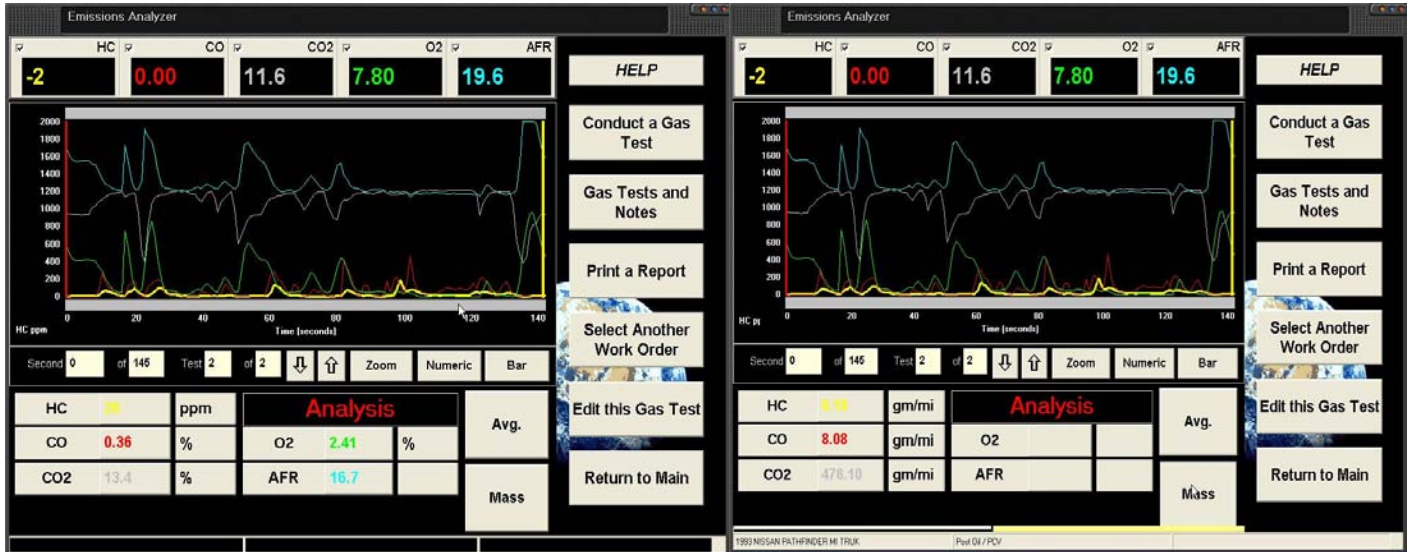 Emissions Analyzer
HC CO CO2 O2 AFR
-2 0.00 11.6 7.80 19.6
HELP
Conduct a Gas
Test
Gas Tests and
Notes
Print a Report
Select Another
Work Order
Edit this Gas Test
Return to Main
2000
1800
1600
1400
1200
1000
800
600
400
200
0
0 20 40 60 80 100 120 140
HC ppm
Time (seconds)
Second 0 of 145 Test 2 of 2 Zoom Numeric Bar
HC ppm Analysis Avg.
CO 0.36 % O2 2.41 %
CO2 13.4 % AFR 16.7 Mass
Emissions Analyzer
HC CO CO2 O2 AFR
-2 0.00 11.6 7.80 19.6
HELP
Conduct a Gas
Test
Gas Tests and
Notes
Print a Report
Select Another
Work Order
Edit this Gas Test
Return to Main
2000
1800
1600
1400
1200
1000
800
600
400
200
0
0 20 40 60 80 100 120 140
HC p
Time (seconds)
Second 0 of 145 Test 2 of 2 Zoom Numeric Bar
HC gm/mi Analysis Avg.
CO 8.08 gm/mi O2
CO2 476.10 gm/mi AFR Mass
1993 NISSAN PATHFINDER MI TRUK Post Oil / PCV